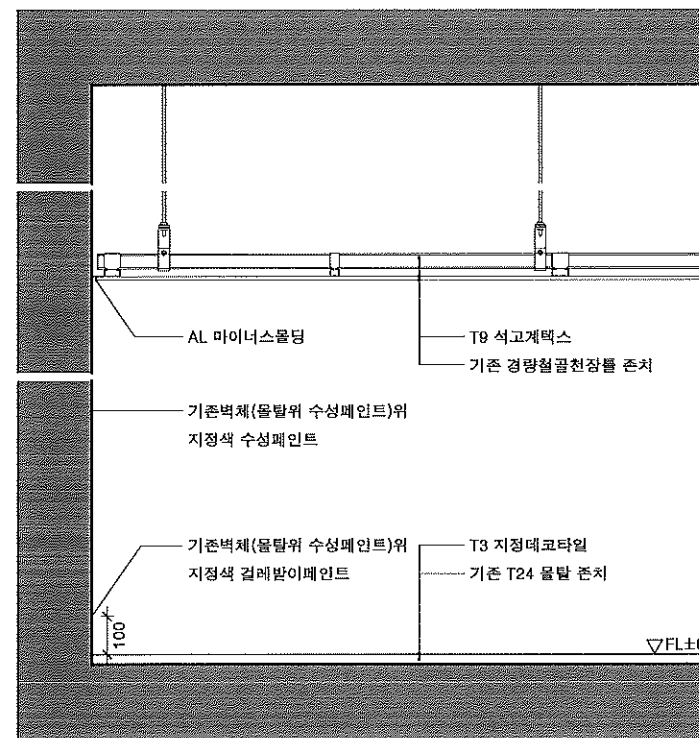 AL 마이너스몰딩
T9 석고계텍스
기존 경량철골천장틀 존치
기존벽체(몰탈위 수성페인트)위
지정색 수성페인트
기존벽체(몰탈위 수성페인트)위
지정색 걸레받이페인트
T3 지정데코타일
기존 T24 몰탈 존치
100
FL±